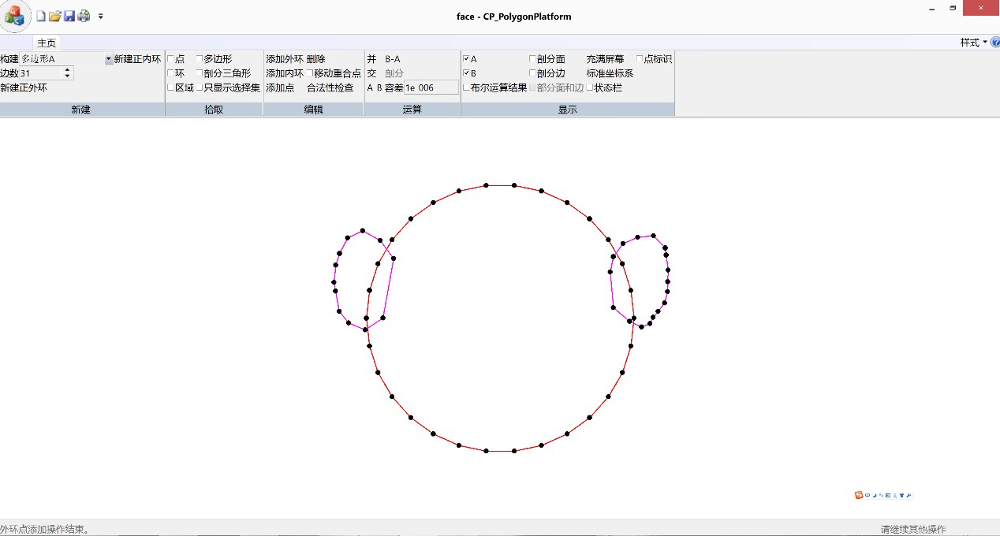 face - CP_PolygonPlatform
主页 样式
构建 多边形A 新建正内环 点 多边形 添加外环 删除 并 B-A A 剖分面 充满屏幕 点标识
边数 31 环 剖分三角形 添加内环 移动重合点 交 剖分 B 剖分边 标准坐标系
新建正外环 区域 只显示选择集 添加点 合法性检查 A B 容差 1e 006 布尔运算结果 剖分面和边 状态栏
新建 拾取 编辑 运算 显示
外环点添加操作结束。 请继续其他操作